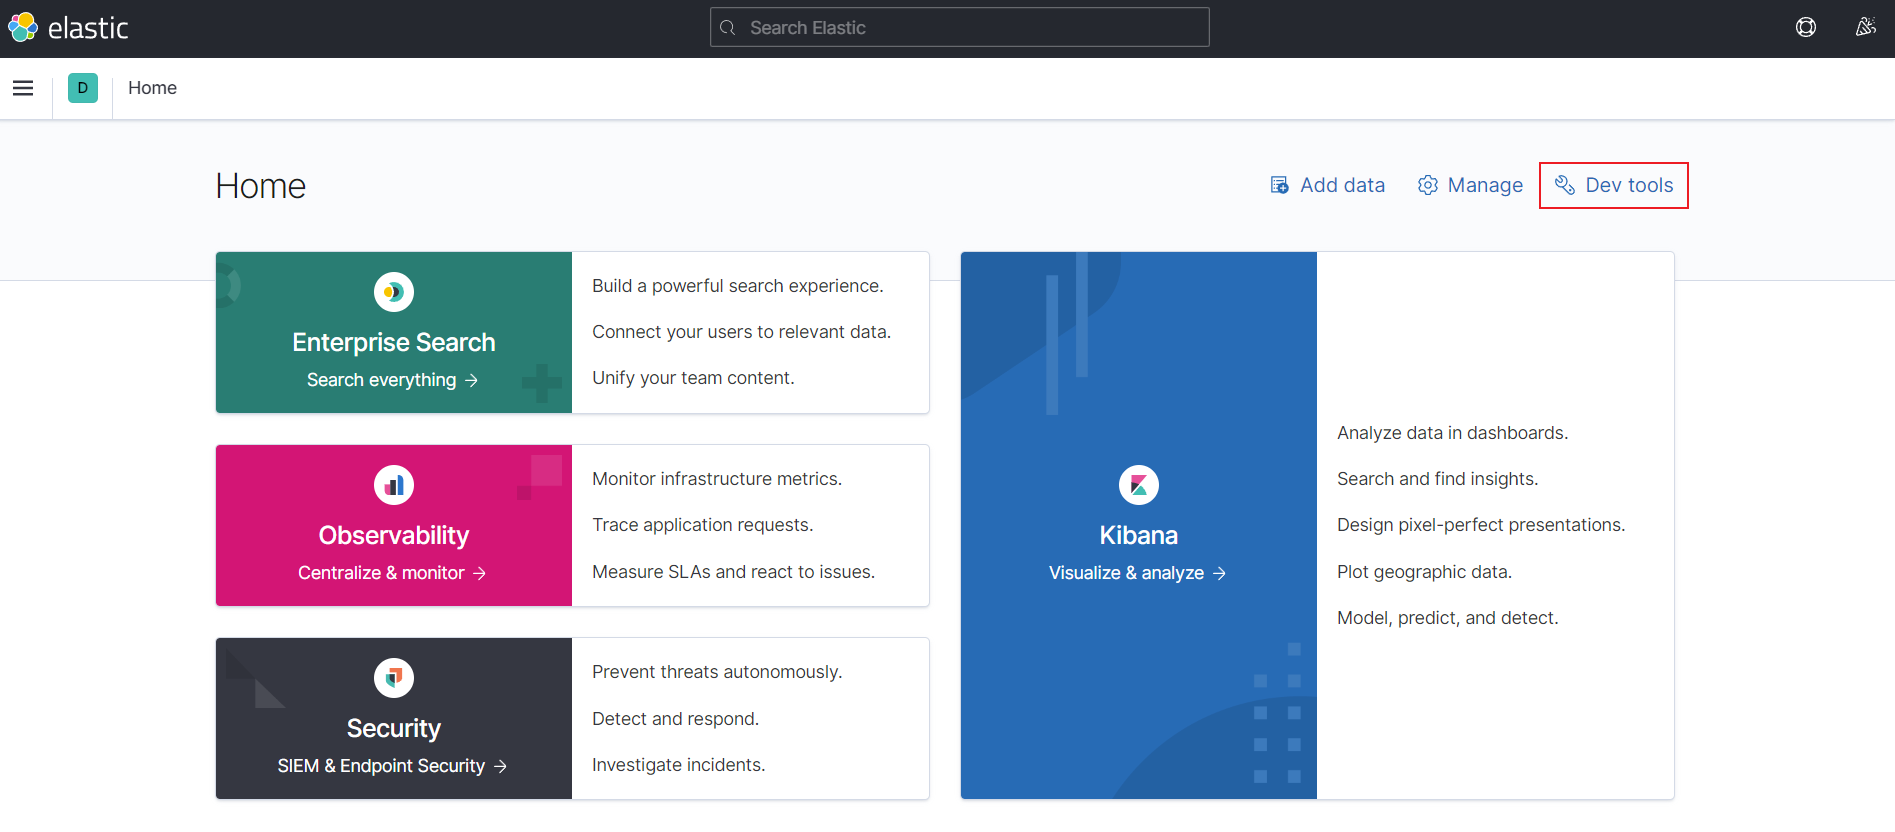 elastic
Search Elastic
D
Home
Home
Add data
Manage
Dev tools
Enterprise Search
Search everything →
Build a powerful search experience.
Connect your users to relevant data.
Unify your team content.
Observability
Centralize & monitor →
Monitor infrastructure metrics.
Trace application requests.
Measure SLAs and react to issues.
Security
SIEM & Endpoint Security →
Prevent threats autonomously.
Detect and respond.
Investigate incidents.
Kibana
Visualize & analyze →
Analyze data in dashboards.
Search and find insights.
Design pixel-perfect presentations.
Plot geographic data.
Model, predict, and detect.